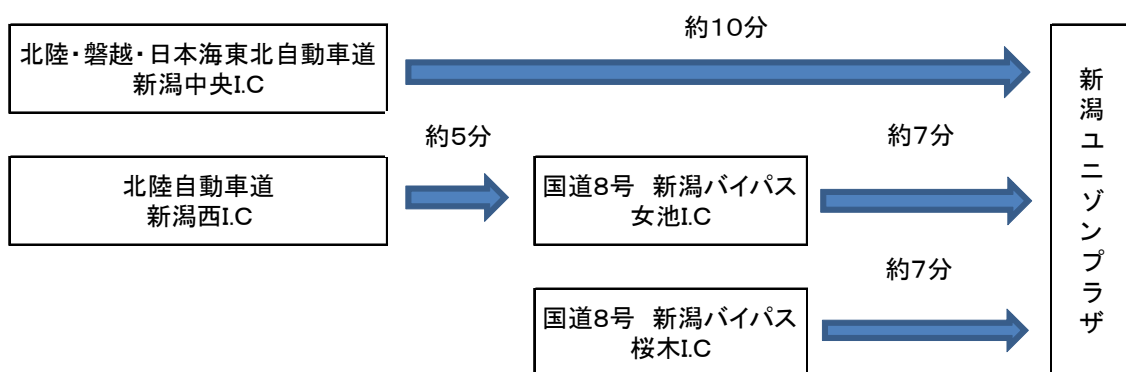 約10分
北陸・磐越・日本海東北自動車道
新潟中央I.C
約5分
約7分
北陸自動車道
新潟西I.C
国道8号　新潟バイパス
女池I.C
約7分
国道8号　新潟バイパス
桜木I.C
新潟ユニゾンプラザ